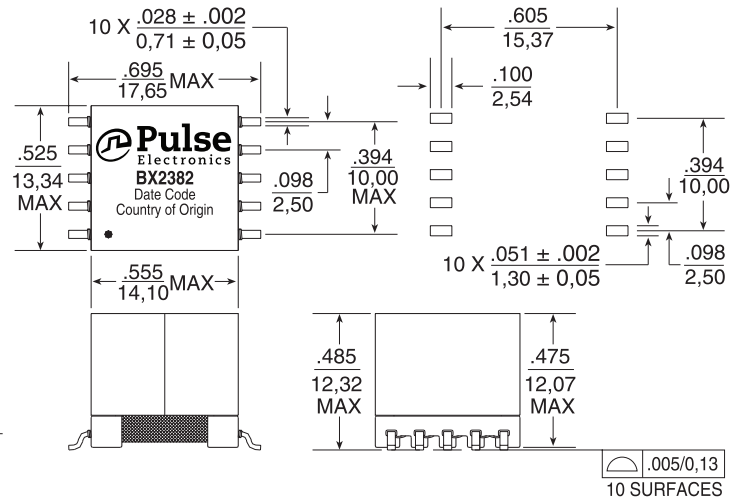 10 X .028 ± .002
0,71 ± 0,05
.695
17,65
MAX
.525
13,34
MAX
Pulse
Electronics
BX2382
Date Code
Country of Origin
.098
2,50
.394
10,00
MAX
.555
14,10
MAX
.605
15,37
.100
2,54
.394
10,00
10 X .051 ± .002
1,30 ± 0,05
.098
2,50
.485
12,32
MAX
.475
12,07
MAX
.005/0,13
10 SURFACES